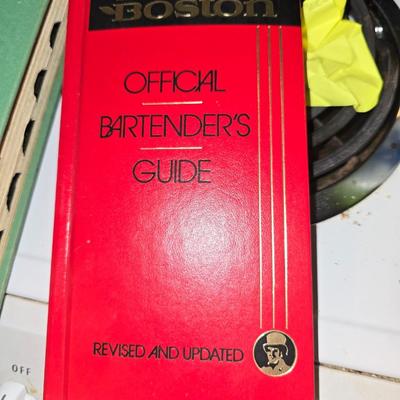 Boston
OFFICIAL
BARTENDER'S
GUIDE
REVISED AND UPDATED
OFF